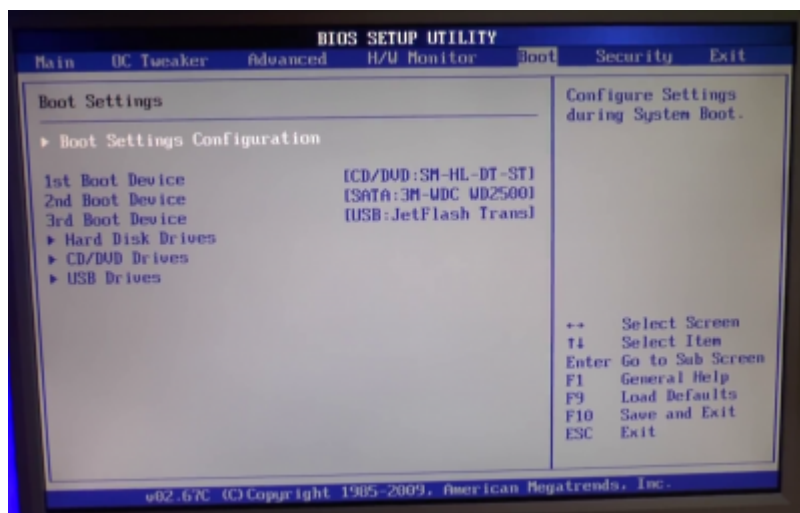 BIOS SETUP UTILITY
Main OC Tweaker Advanced H/W Monitor Boot Security Exit
Boot Settings
▶ Boot Settings Configuration
1st Boot Device [CD/DVD:SM-HL-DT-ST]
2nd Boot Device [SATA:3M-WDC WD2500]
3rd Boot Device [USB:JetFlash Trans]
▶ Hard Disk Drives
▶ CD/DVD Drives
▶ USB Drives
Configure Settings
during System Boot.
←→ Select Screen
↑↓ Select Item
Enter Go to Sub Screen
F1 General Help
F9 Load Defaults
F10 Save and Exit
ESC Exit
v02.67C (C)Copyright 1985-2009, American Megatrends, Inc.